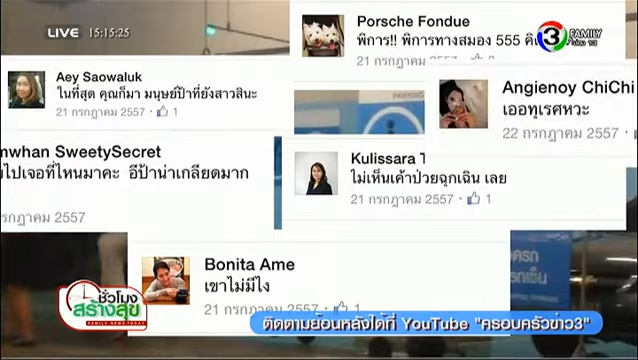 LIVE 15:15:25
Porsche Fondue
พิการ!! พิการทางสมอง 555
21 กรกฎาคม 2557
3 FAMILY
Aey Saowaluk
ในที่สุด คุณก็มา มนุษย์ป้าที่ยังสาวสินะ
21 กรกฎาคม 2557 · 1
Angienoy ChiChi
เออทุเรศหวะ
22 กรกฎาคม 2557 ·
mwhan SweetySecret
ไปเจอที่ไหนมาคะ อีป้าน่าเกลียดมาก
กฎาคม 2557
Kulissara
ไม่เห็นเค้าป่วยฉุกเฉิน เลย
21 กรกฎาคม 2557 · 1
Bonita Ame
เขาไม่มีไง
21 กรกฎาคม 2557 · 1
ชั่วโมง
สร้างสุข
FAMILY NEWS TODAY
ติดตามย้อนหลังได้ที่ YouTube "ครอบครัวข่าว3"